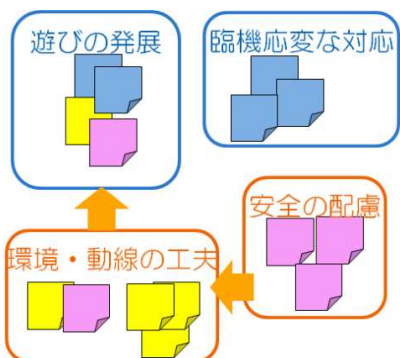 遊びの発展
臨機応変な対応
環境・動線の工夫
安全の配慮